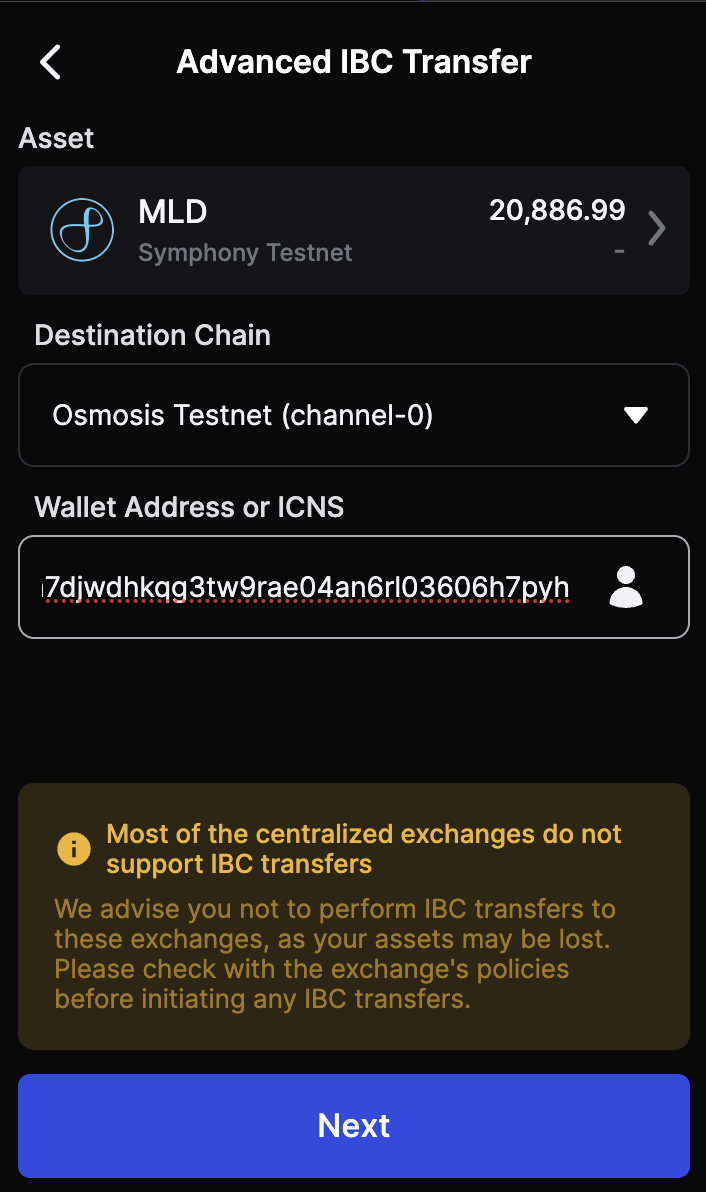 Advanced IBC Transfer
Asset
MLD
20,886.99
Symphony Testnet
-
Destination Chain
Osmosis Testnet (channel-0)
Wallet Address or ICNS
7djwdhkqg3tw9rae04an6rl03606h7pyh
Most of the centralized exchanges do not
support IBC transfers
We advise you not to perform IBC transfers to
these exchanges, as your assets may be lost.
Please check with the exchange's policies
before initiating any IBC transfers.
Next